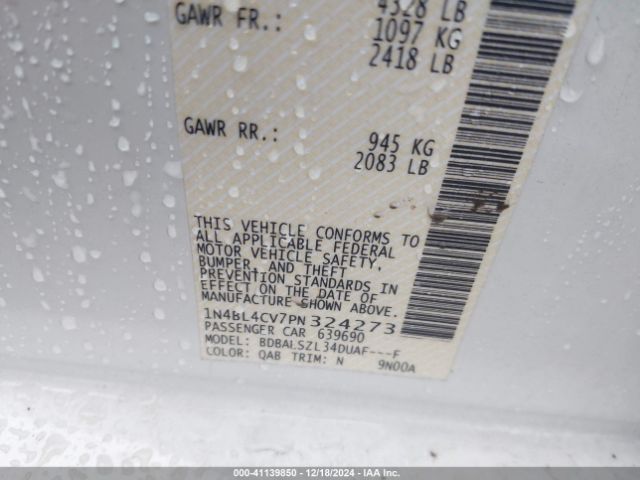 4328 LB
GAWR FR.: 1097 KG
2418 LB
GAWR RR.: 945 KG
2083 LB
THIS VEHICLE CONFORMS TO
ALL APPLICABLE FEDERAL
MOTOR VEHICLE SAFETY,
BUMPER, AND THEFT
PREVENTION STANDARDS IN
EFFECT ON THE DATE OF
MANUFACTURE SHOWN ABOVE.
1N4BL4CV7PN324273
PASSENGER CAR 639690
MODEL: BDBALSZL34DUAF---F
COLOR: QAB TRIM: N 9N00A
000-41139850 | 12/18/2024 | IAA Inc.